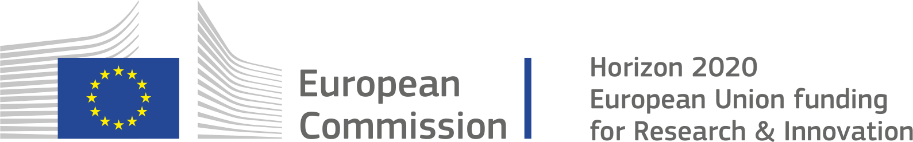 European
Commission
Horizon 2020
European Union funding
for Research & Innovation